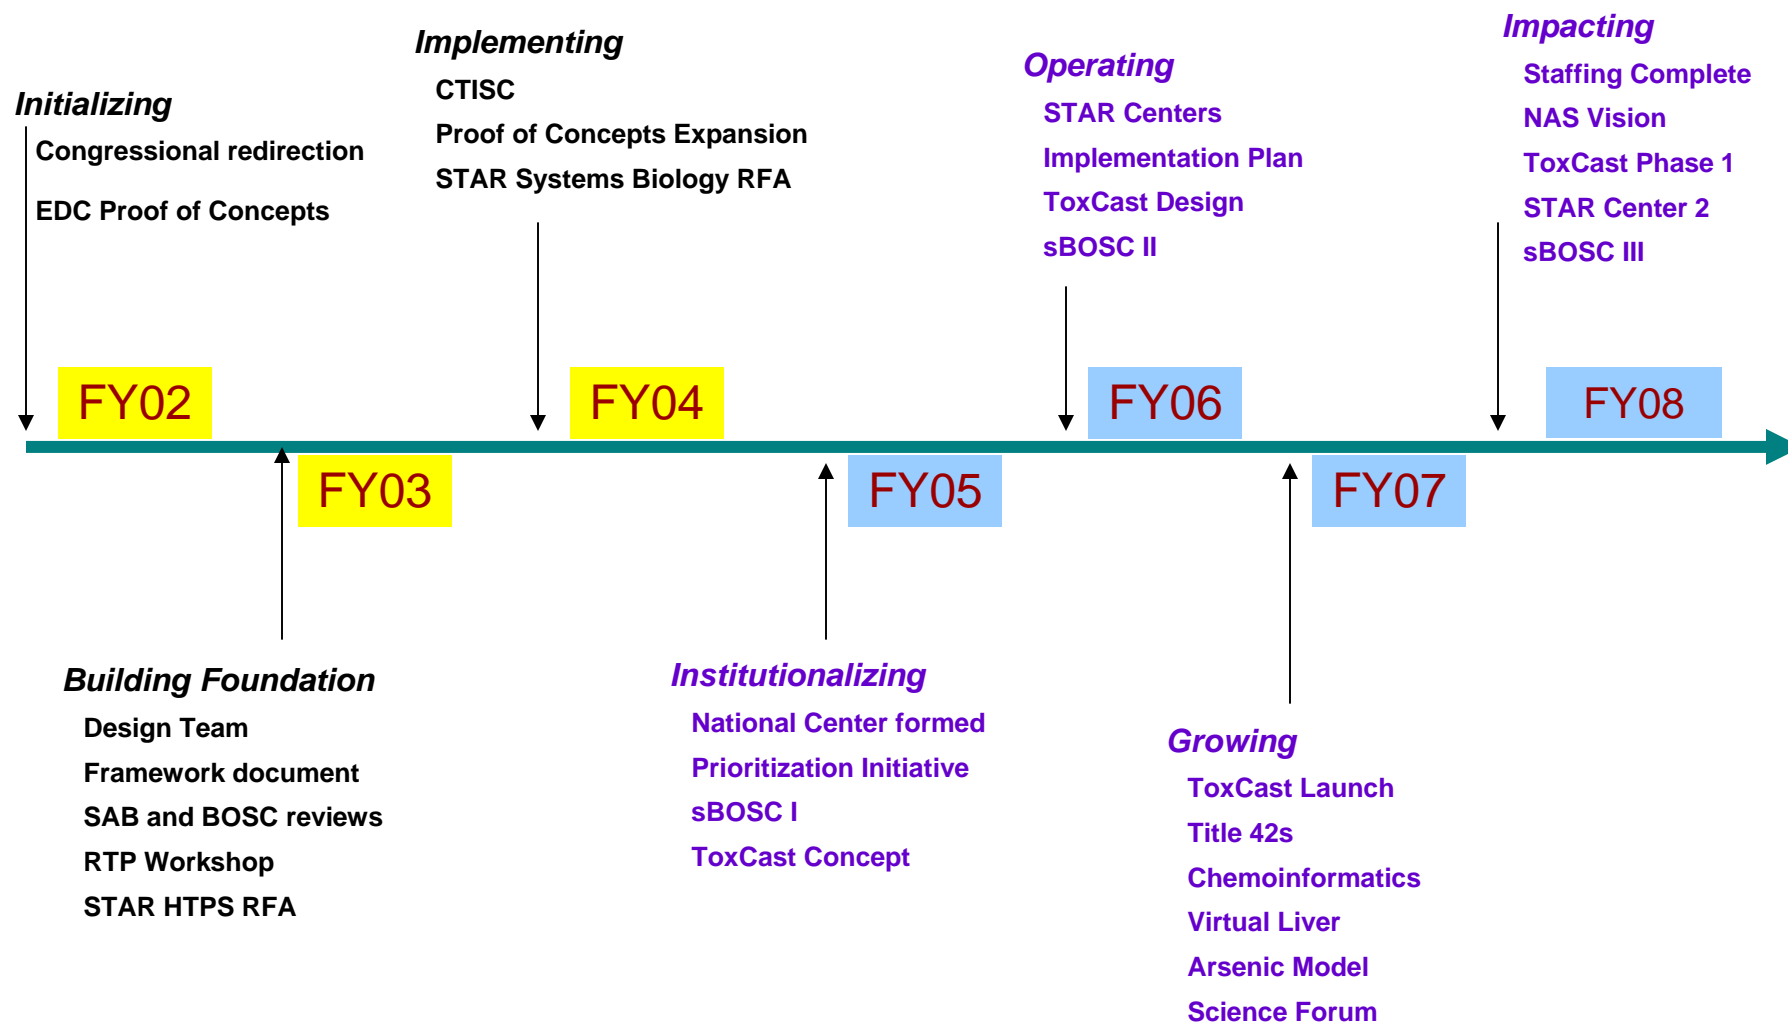 Initializing
Congressional redirection
EDC Proof of Concepts
Implementing
CTISC
Proof of Concepts Expansion
STAR Systems Biology RFA
Operating
STAR Centers
Implementation Plan
ToxCast Design
sBOSC II
Impacting
Staffing Complete
NAS Vision
ToxCast Phase 1
STAR Center 2
sBOSC III
FY02
FY04
FY06
FY08
FY03
FY05
FY07
Building Foundation
Design Team
Framework document
SAB and BOSC reviews
RTP Workshop
STAR HTPS RFA
Institutionalizing
National Center formed
Prioritization Initiative
sBOSC I
ToxCast Concept
Growing
ToxCast Launch
Title 42s
Chemoinformatics
Virtual Liver
Arsenic Model
Science Forum